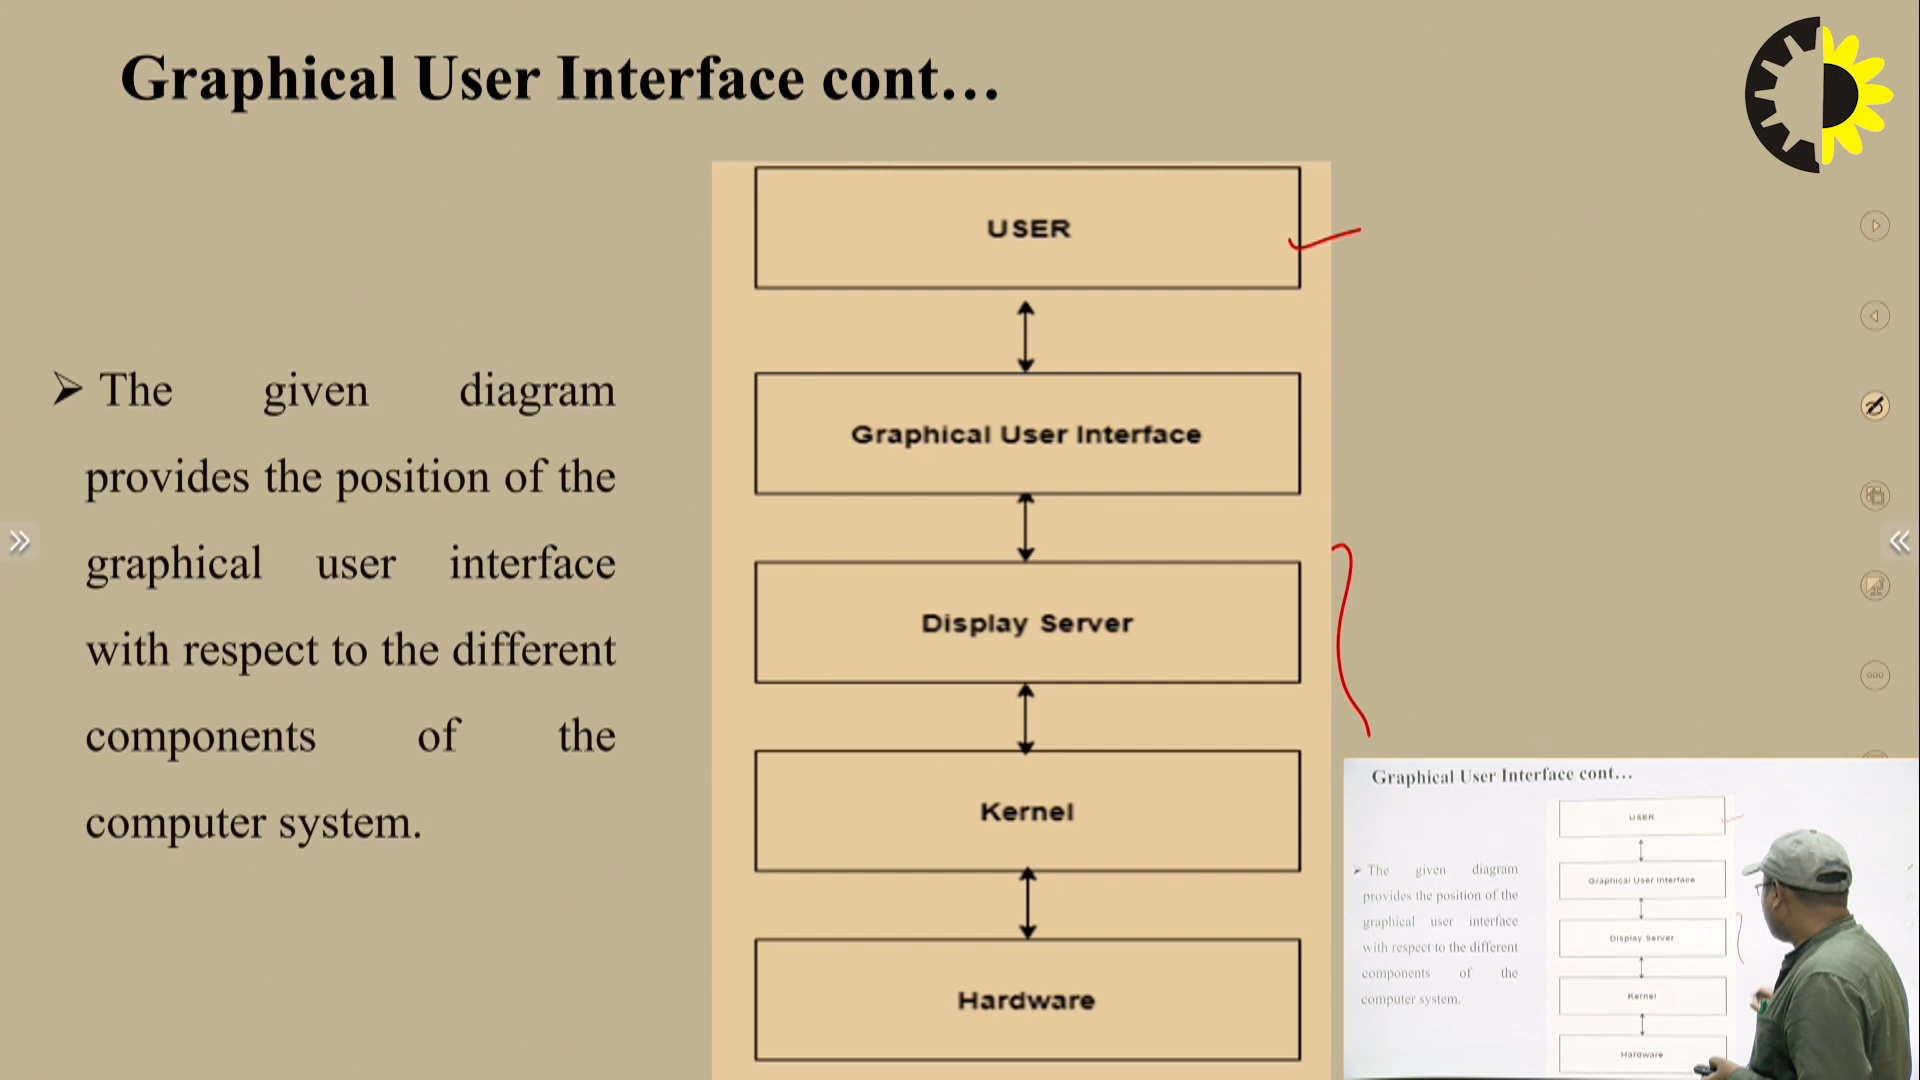 Graphical User Interface cont...
➢ The given diagram
provides the position of the
graphical user interface
with respect to the different
components of the
computer system.
USER
Graphical User Interface
Display Server
Kernel
Hardware
Graphical User Interface cont...
➢ The given diagram
provides the position of the
graphical user interface
with respect to the different
components of the
computer system.
USER
Graphical User Interface
Display Server
Kernel
Hardware